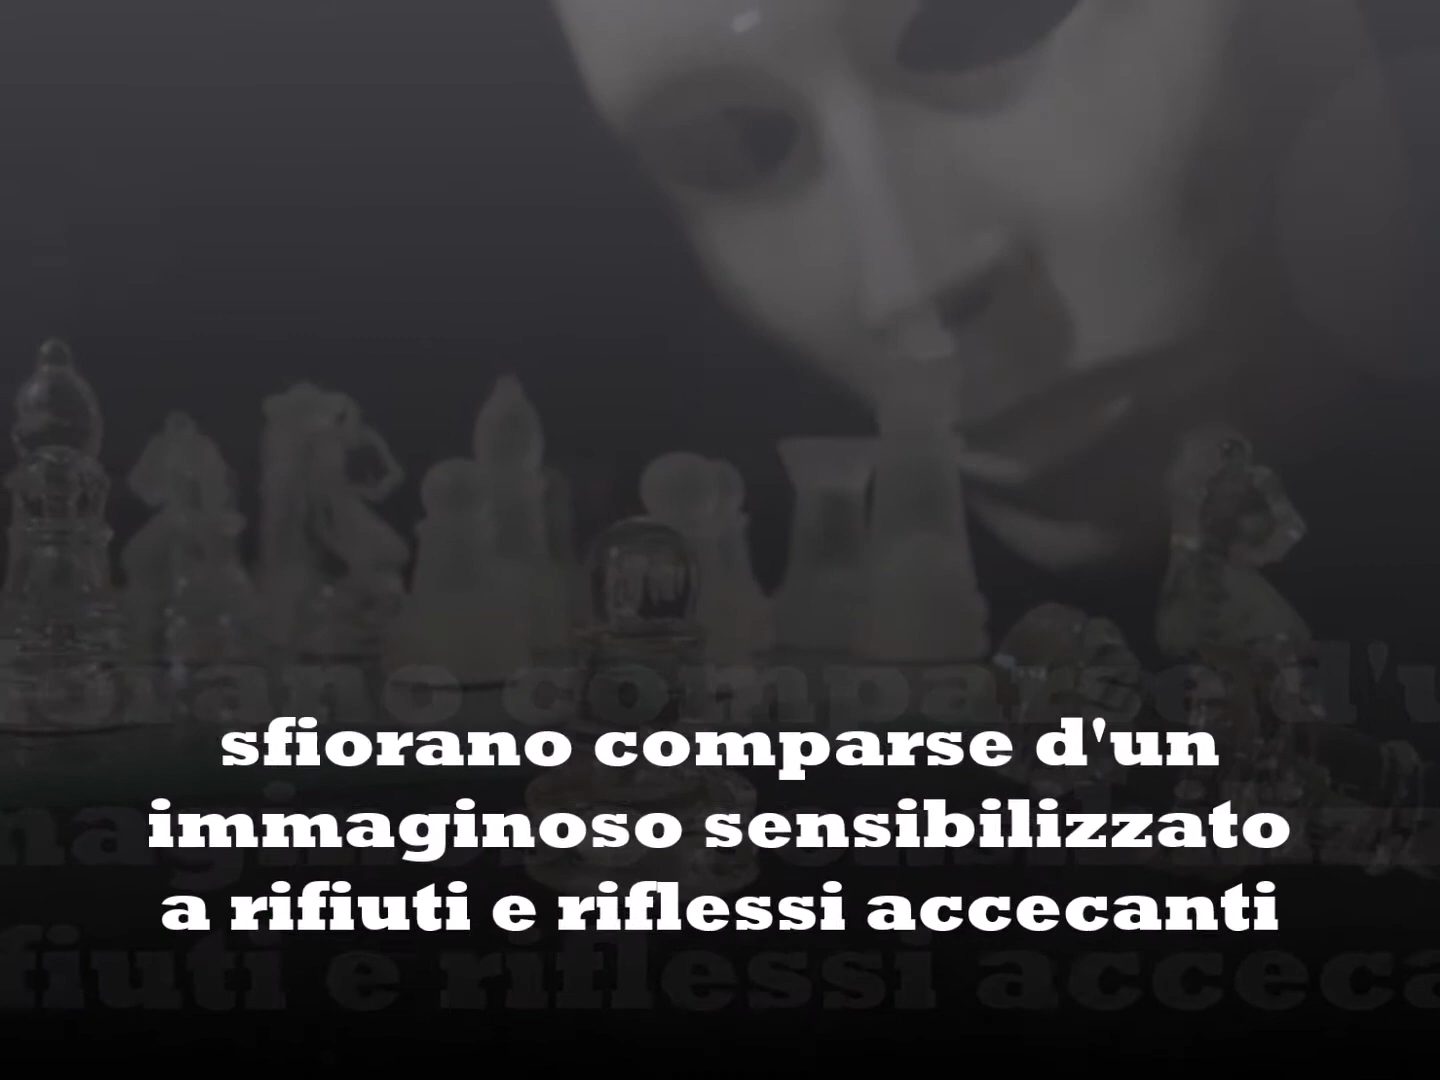 sfiorano comparse d'un
immaginoso sensibilizzato
a rifiuti e riflessi accecanti